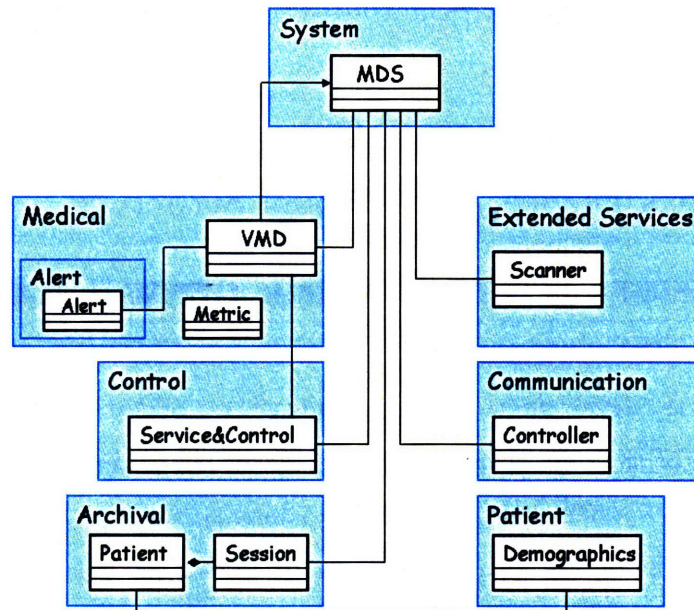 System
MDS
Medical
VMD
Alert
Alert
Metric
Extended Services
Scanner
Control
Service&Control
Communication
Controller
Archival
Patient
Session
Patient
Demographics